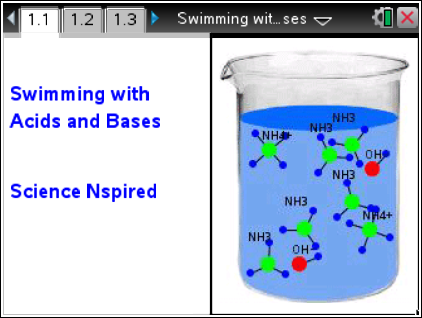 1.1 1.2 1.3 Swimming wit...ses
Swimming with
Acids and Bases
Science Nspired
NH3
NH4+
NH3
OH-
NH3
NH3
NH4+
NH3
OH-